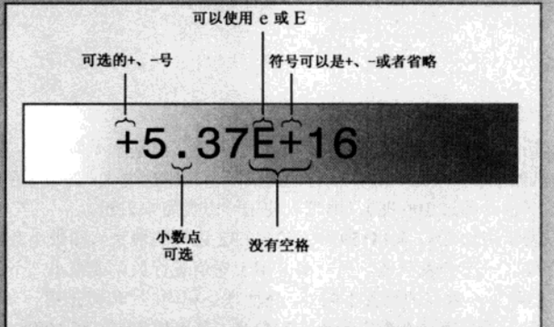 可以使用 e 或 E
可选的+、-号
符号可以是+、-或者省略
+5.37E+16
小数点
可选
没有空格